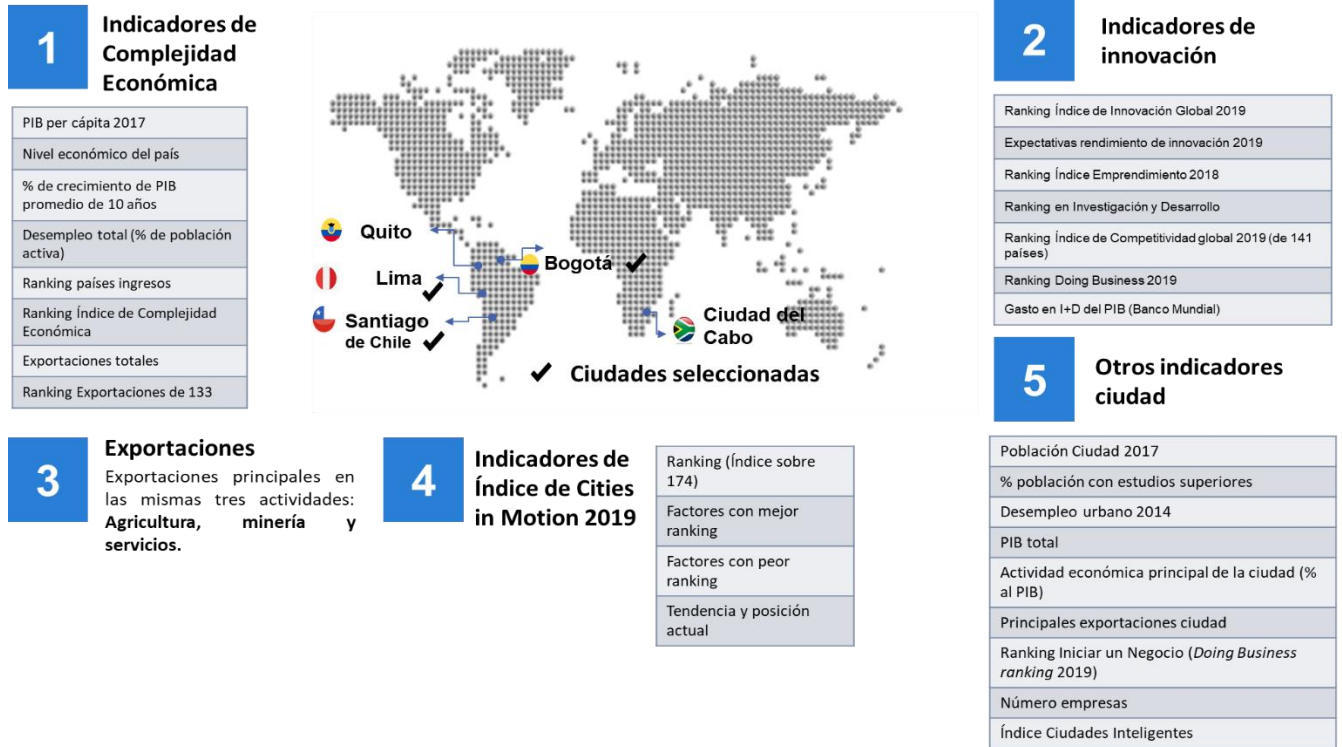 1
Indicadores de
Complejidad
Económica
PIB per cápita 2017
Nivel económico del país
% de crecimiento de PIB
promedio de 10 años
Desempleo total (% de población
activa)
Ranking países ingresos
Ranking Índice de Complejidad
Económica
Exportaciones totales
Ranking Exportaciones de 133
Quito
Lima
Santiago
de Chile
Bogotá
Ciudad del
Cabo
Ciudades seleccionadas
2
Indicadores de
innovación
Ranking Índice de Innovación Global 2019
Expectativas rendimiento de innovación 2019
Ranking Índice Emprendimiento 2018
Ranking en Investigación y Desarrollo
Ranking Índice de Competitividad global 2019 (de 141
países)
Ranking Doing Business 2019
Gasto en I+D del PIB (Banco Mundial)
3
Exportaciones
Exportaciones principales en
las mismas tres actividades:
Agricultura, minería y
servicios.
4
Indicadores de
Índice de Cities
in Motion 2019
Ranking (Índice sobre
174)
Factores con mejor
ranking
Factores con peor
ranking
Tendencia y posición
actual
5
Otros indicadores
ciudad
Población Ciudad 2017
% población con estudios superiores
Desempleo urbano 2014
PIB total
Actividad económica principal de la ciudad (%
al PIB)
Principales exportaciones ciudad
Ranking Iniciar un Negocio (Doing Business
ranking 2019)
Número empresas
Índice Ciudades Inteligentes